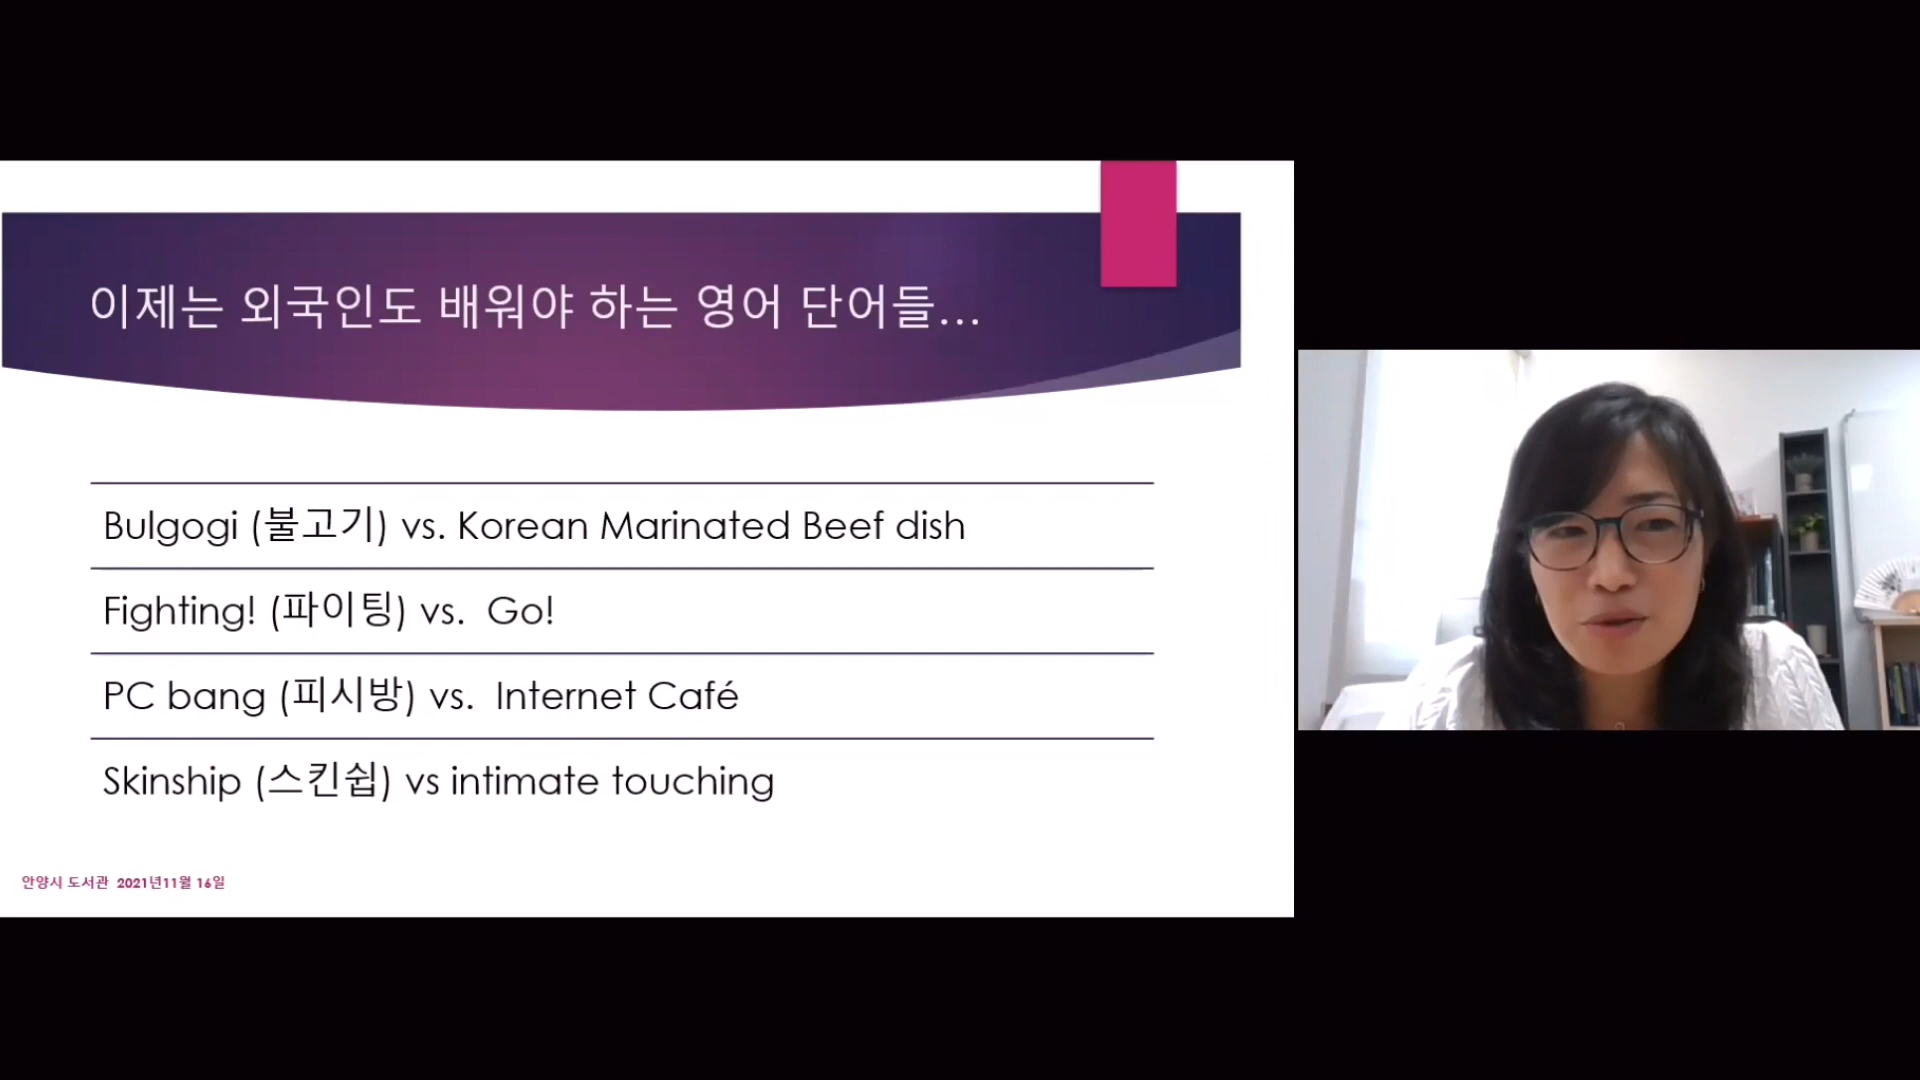 이제는 외국인도 배워야 하는 영어 단어들...
Bulgogi (불고기) vs. Korean Marinated Beef dish
Fighting! (파이팅) vs.  Go!
PC bang (피시방) vs.  Internet Café
Skinship (스킨쉽) vs intimate touching
안양시 도서관  2021년11월 16일